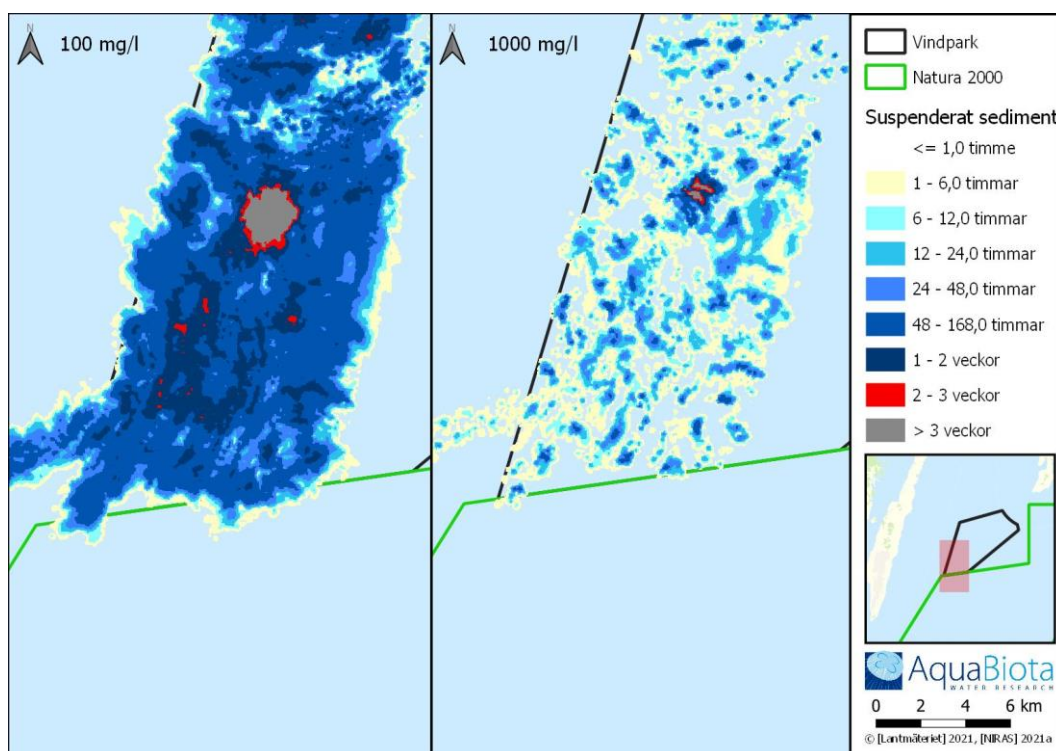 N
100 mg/l
N
1000 mg/l
Vindpark
Natura 2000
Suspenderat sediment
<= 1,0 timme
1 - 6,0 timmar
6 - 12,0 timmar
12 - 24,0 timmar
24 - 48,0 timmar
48 - 168,0 timmar
1 - 2 veckor
2 - 3 veckor
> 3 veckor
AquaBiota
WATER RESEARCH
0 2 4 6 km
© [Lantmäteriet] 2021, [NIRAS] 2021a